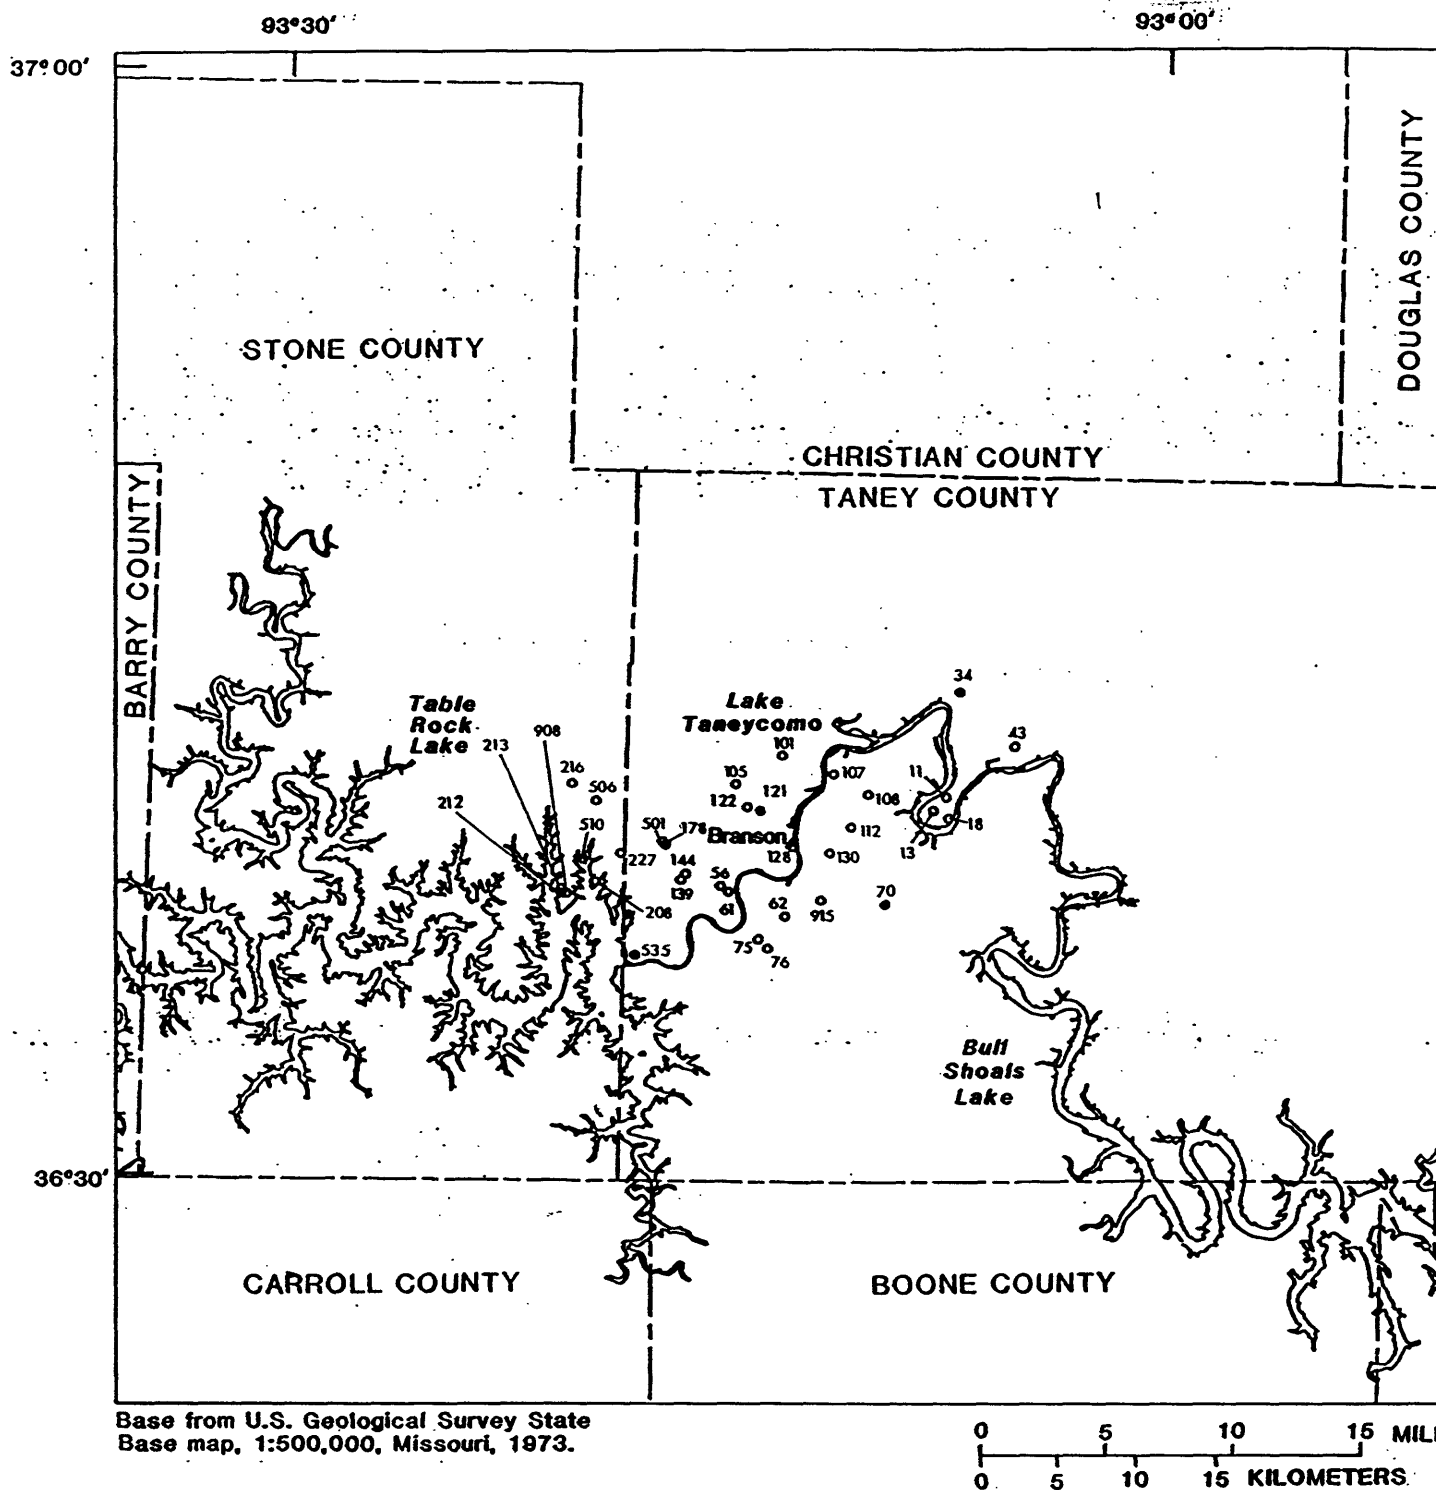 93°30'
93°00'
37°00'
DOUGLAS COUNTY
STONE COUNTY
CHRISTIAN COUNTY
TANEY COUNTY
BARRY COUNTY
34
Table
Rock
Lake
Lake
Taneycomo
213
908
43
101
216
105
107
11
506
212
122
121
108
510
501
178
Branson
112
18
128
130
13
227
144
139
56
61
62
915
70
208
75
76
535
Bull
Shoals
Lake
36°30'
CARROLL COUNTY
BOONE COUNTY
Base from U.S. Geological Survey State
Base map, 1:500,000, Missouri, 1973.
0 5 10 15 MIL
0 5 10 15 KILOMETERS